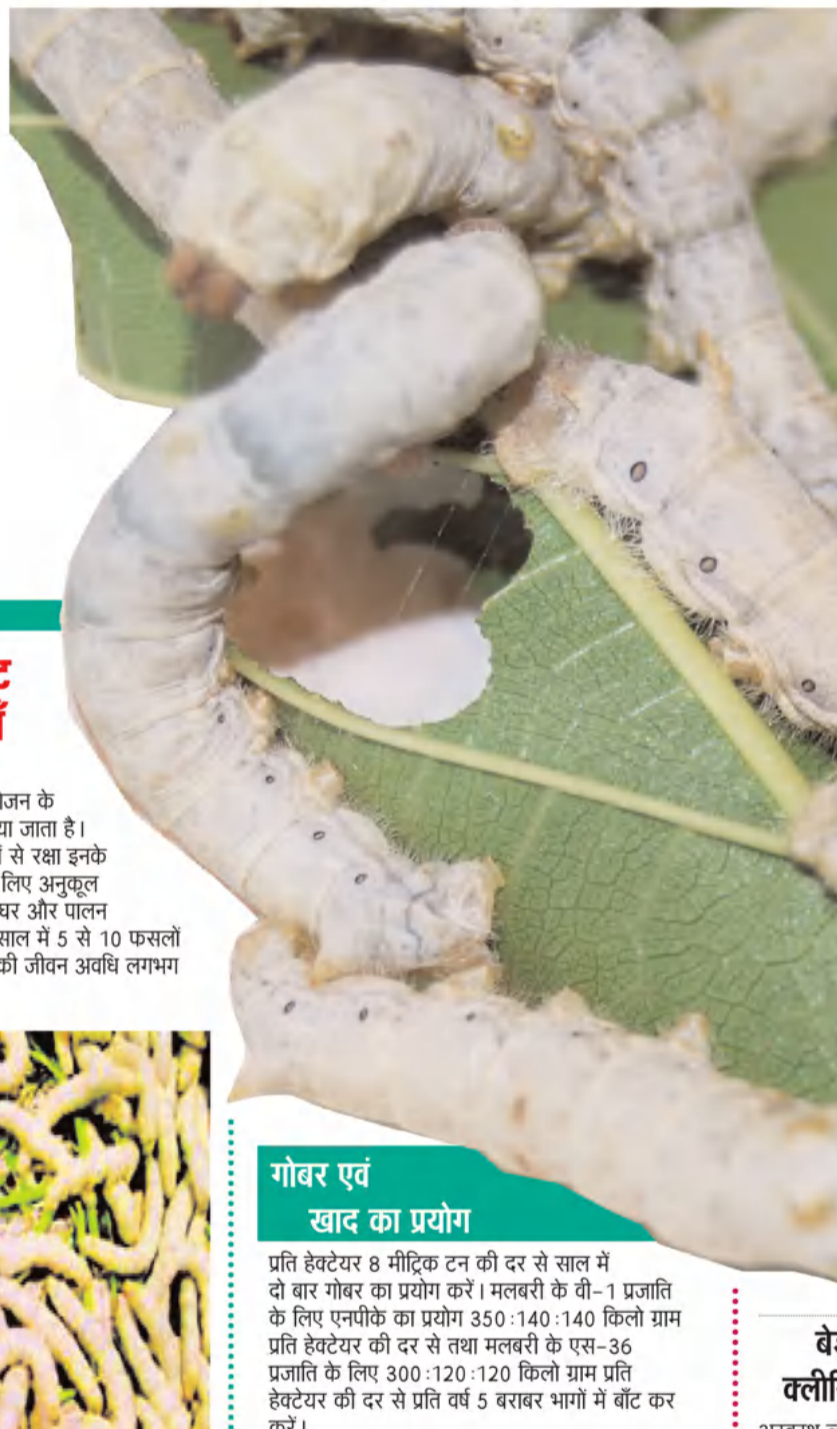 जन के
या जाता है।
से रक्षा इनके
लिए अनुकूल
घर और पालन
साल में 5 से 10 फसलों
की जीवन अवधि लगभग
गोबर एवं
खाद का प्रयोग
प्रति हेक्टेयर 8 मीट्रिक टन की दर से साल में
दो बार गोबर का प्रयोग करें। मलबरी के वी-1 प्रजाति
के लिए एनपीके का प्रयोग 350:140:140 किलो ग्राम
प्रति हेक्टेयर की दर से तथा मलबरी के एस-36
प्रजाति के लिए 300:120:120 किलो ग्राम प्रति
हेक्टेयर की दर से प्रति वर्ष 5 बराबर भागों में बाँट कर
करें।